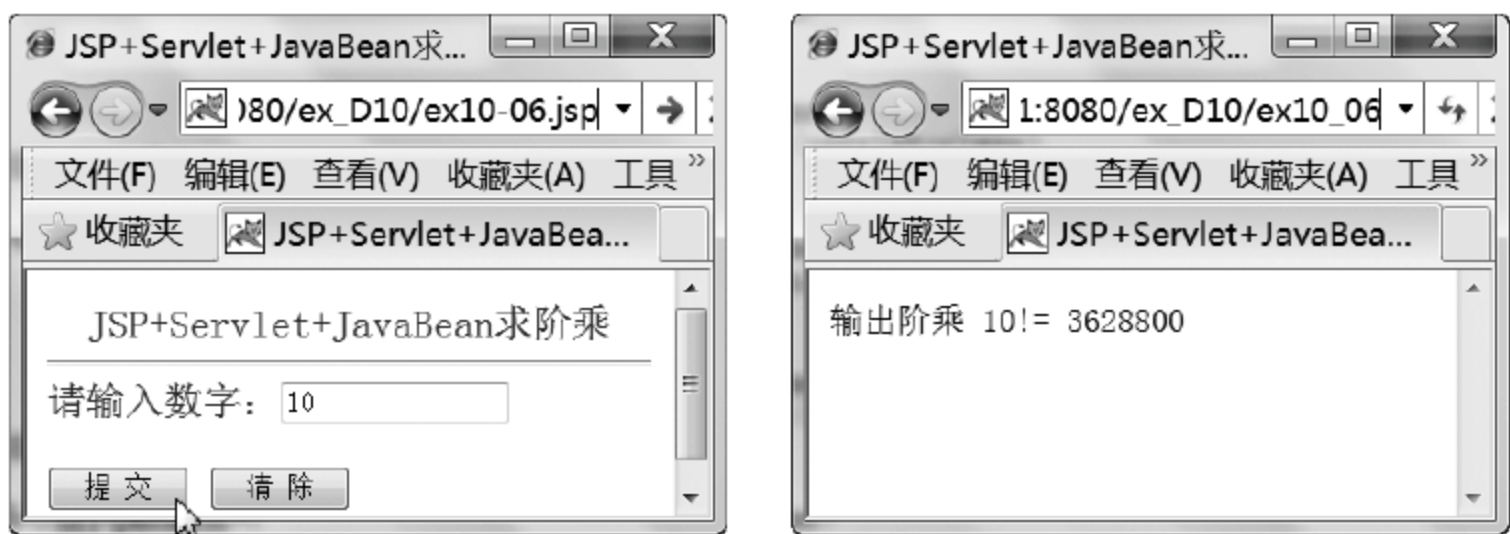 JSP+Servlet+JavaBean求...
)80/ex_D10/ex10-06.jsp
文件(F) 编辑(E) 查看(V) 收藏夹(A) 工具 »
收藏夹 JSP+Servlet+JavaBea...
JSP+Servlet+JavaBean求阶乘
请输入数字: 10
提 交 清 除
JSP+Servlet+JavaBean求...
1:8080/ex_D10/ex10_06
文件(F) 编辑(E) 查看(V) 收藏夹(A) 工具 »
收藏夹 JSP+Servlet+JavaBea...
输出阶乘 10!= 3628800